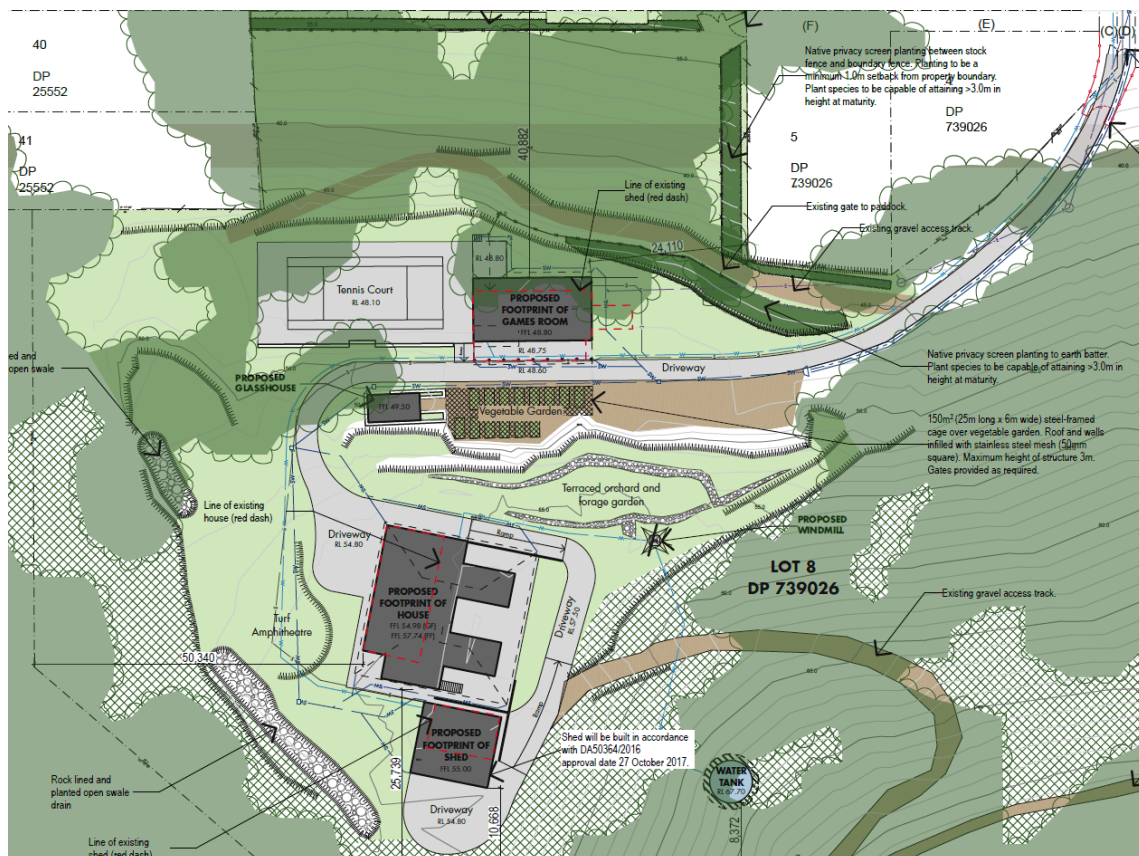 40
DP
25552
41
DP
25552
(F)
(E)
(C)
(D)
Native privacy screen planting between stock
fence and boundary fence. Planting to be a
minimum 1.0m setback from property boundary.
Plant species to be capable of attaining >3.0m in
height at maturity.
4
DP
739026
5
DP
739026
40,882
Line of existing
shed (red dash)
Existing gate to paddock.
Existing gravel access track.
24,110
RL 48.80
Tennis Court
RL 48.10
PROPOSED
FOOTPRINT OF
GAMES ROOM
FFL 48.80
RL 48.75
RL 48.60
Driveway
Native privacy screen planting to earth batter.
Plant species to be capable of attaining >3.0m in
height at maturity.
ed and
open swale
PROPOSED
GLASSHOUSE
FFL 49.50
Vegetable Garden
150m² (25m long x 6m wide) steel-framed
cage over vegetable garden. Roof and walls
infilled with stainless steel mesh (50mm
square). Maximum height of structure 3m.
Gates provided as required.
Terraced orchard and
forage garden
Line of existing
house (red dash)
PROPOSED
WINDMILL
Driveway
RL 54.80
Ramp
LOT 8
DP 739026
PROPOSED
FOOTPRINT OF
HOUSE
FFL 54.98 (GF)
FFL 57.74 (FF)
Existing gravel access track.
Driveway
RL 57.50
Turf
Amphitheatre
50,340
Ramp
PROPOSED
FOOTPRINT OF
SHED
FFL 55.00
Shed will be built in accordance
with DA50364/2016
approval date 27 October 2017.
25,739
WATER
TANK
RL 67.70
Rock lined and
planted open swale
drain
Driveway
RL 54.80
10,668
8,372
Line of existing
shed (red dash)